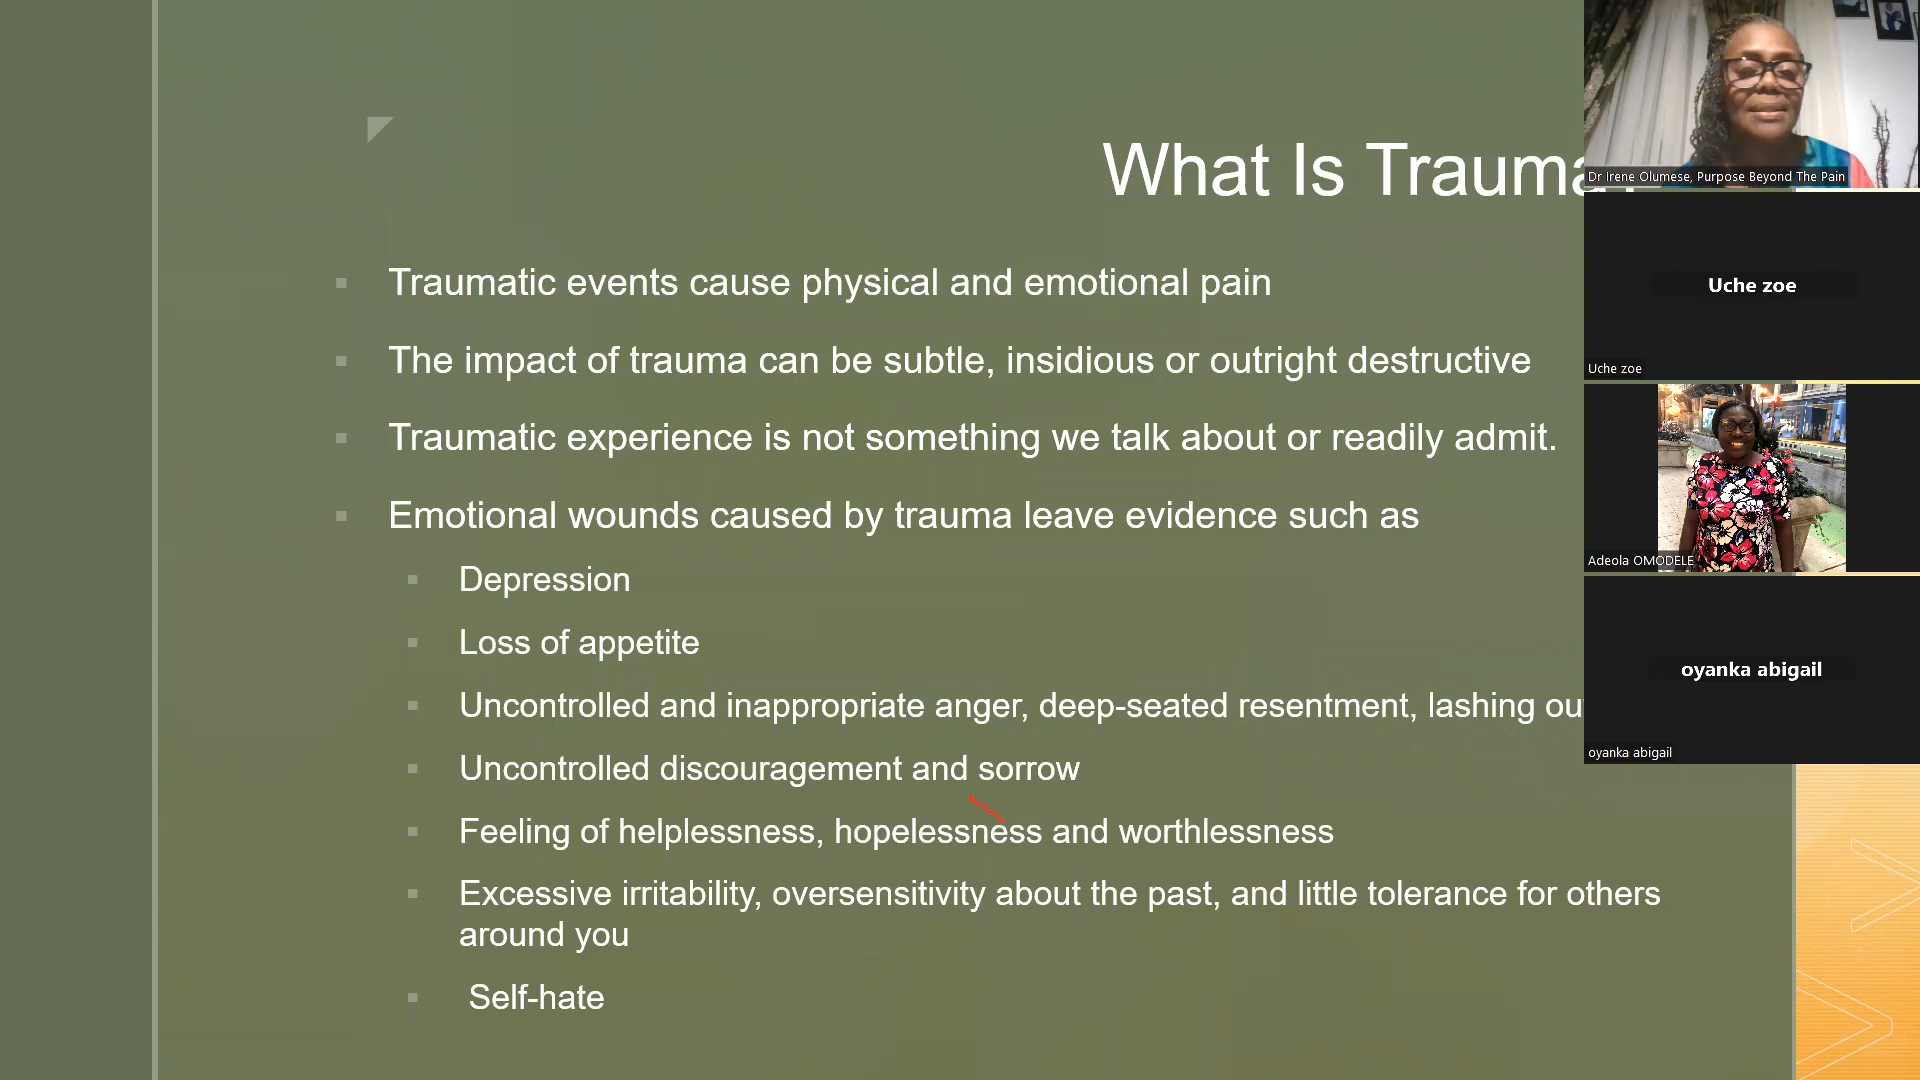 What Is Trauma?
Traumatic events cause physical and emotional pain
The impact of trauma can be subtle, insidious or outright destructive
Traumatic experience is not something we talk about or readily admit.
Emotional wounds caused by trauma leave evidence such as
Depression
Loss of appetite
Uncontrolled and inappropriate anger, deep-seated resentment, lashing
Uncontrolled discouragement and sorrow
Feeling of helplessness, hopelessness and worthlessness
Excessive irritability, oversensitivity about the past, and little tolerance for others
around you
Self-hate
Dr Irene Olumese, Purpose Beyond The Pain
Uche zoe
Uche zoe
Adeola OMODELE
oyanka abigail
oyanka abigail